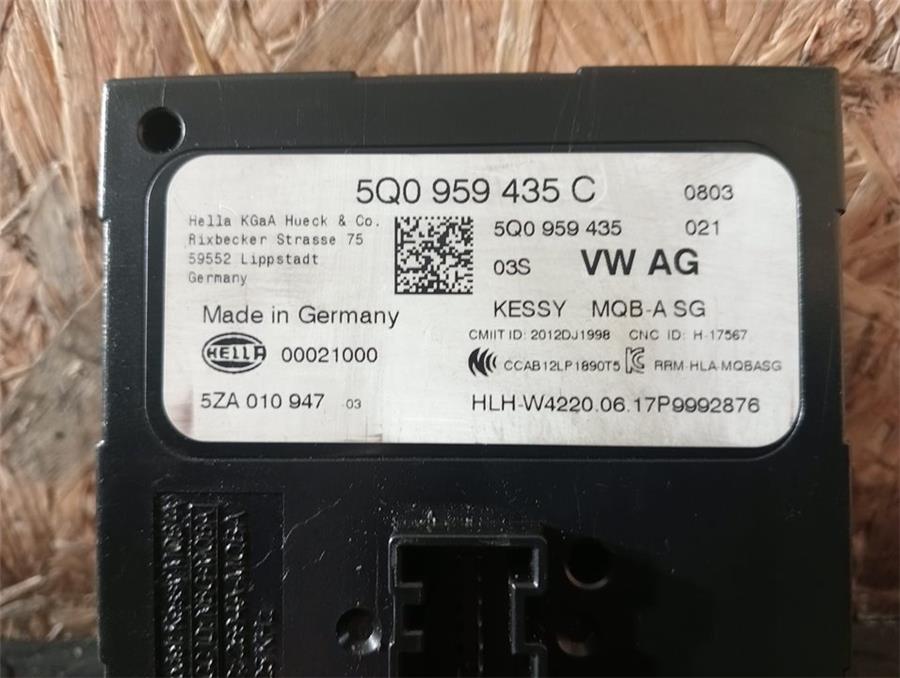 5Q0 959 435 C 0803
Hella KGaA Hueck & Co.
Rixbecker Strasse 75
59552 Lippstadt
Germany
5Q0 959 435 021
03S VW AG
Made in Germany
KESSY MQB-A SG
CMIIT ID: 2012DJ1998 CNC ID: H-17567
HELLA 00021000
CCAB12LP1890T5 RRM-HLA-MQBASG
5ZA 010 947 03
HLH-W4220.06.17P9992876